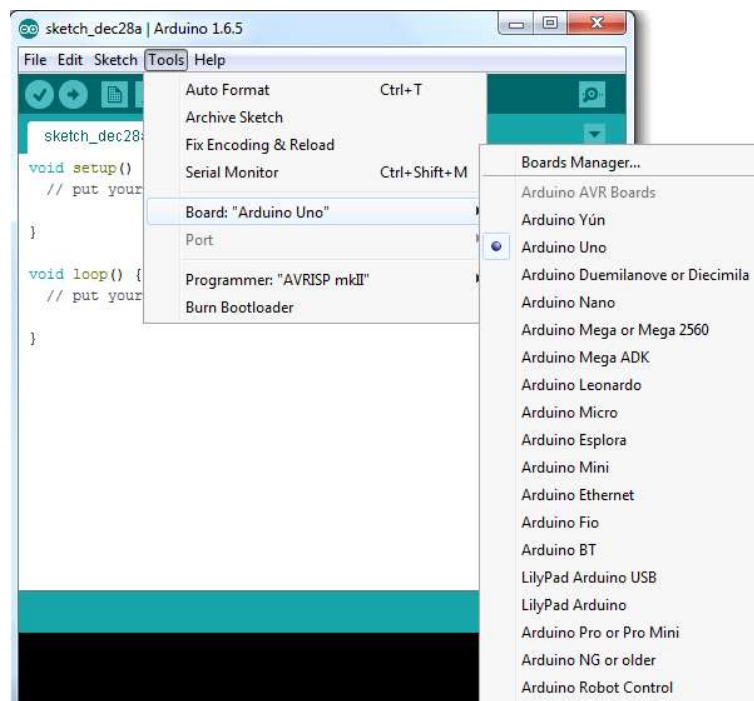 sketch_dec28a | Arduino 1.6.5
File Edit Sketch Tools Help
sketch_dec28a
void setup()
// put your
}
void loop() {
// put your
}
Auto Format Ctrl+T
Archive Sketch
Fix Encoding & Reload
Serial Monitor Ctrl+Shift+M
Board: "Arduino Uno"
Port
Programmer: "AVRISP mkII"
Burn Bootloader
Boards Manager...
Arduino AVR Boards
Arduino Yún
Arduino Uno
Arduino Duemilanove or Diecimila
Arduino Nano
Arduino Mega or Mega 2560
Arduino Mega ADK
Arduino Leonardo
Arduino Micro
Arduino Esplora
Arduino Mini
Arduino Ethernet
Arduino Fio
Arduino BT
LilyPad Arduino USB
LilyPad Arduino
Arduino Pro or Pro Mini
Arduino NG or older
Arduino Robot Control